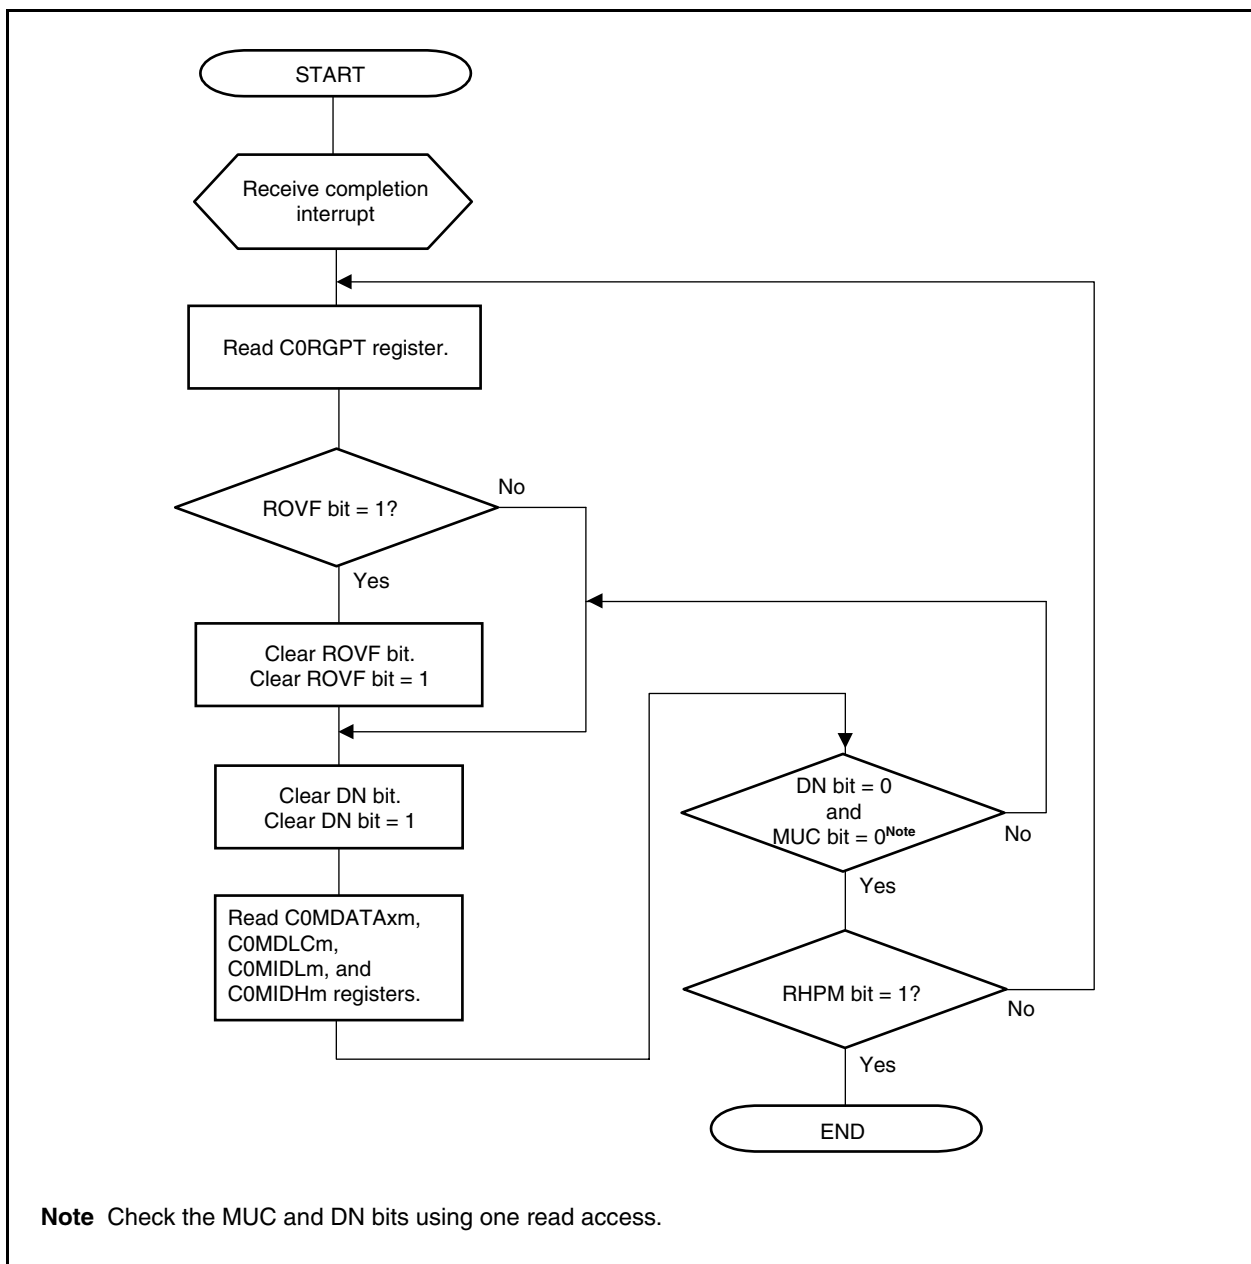 START
Receive completion
interrupt
Read C0RGPT register.
ROVF bit = 1?
No
Yes
Clear ROVF bit.
Clear ROVF bit = 1
Clear DN bit.
Clear DN bit = 1
Read C0MDATAxm,
C0MDLCm,
C0MIDLm, and
C0MIDHm registers.
DN bit = 0
and
MUC bit = 0Note
No
Yes
RHPM bit = 1?
No
Yes
END
Note Check the MUC and DN bits using one read access.